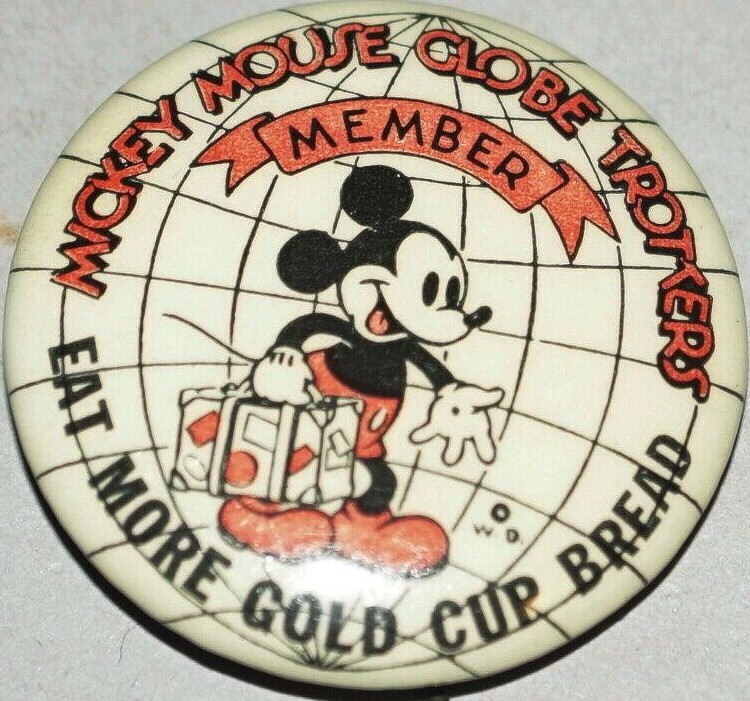 MICKEY MOUSE GLOBE TROTTERS
MEMBER
W.D.
EAT MORE GOLD CUP BREAD